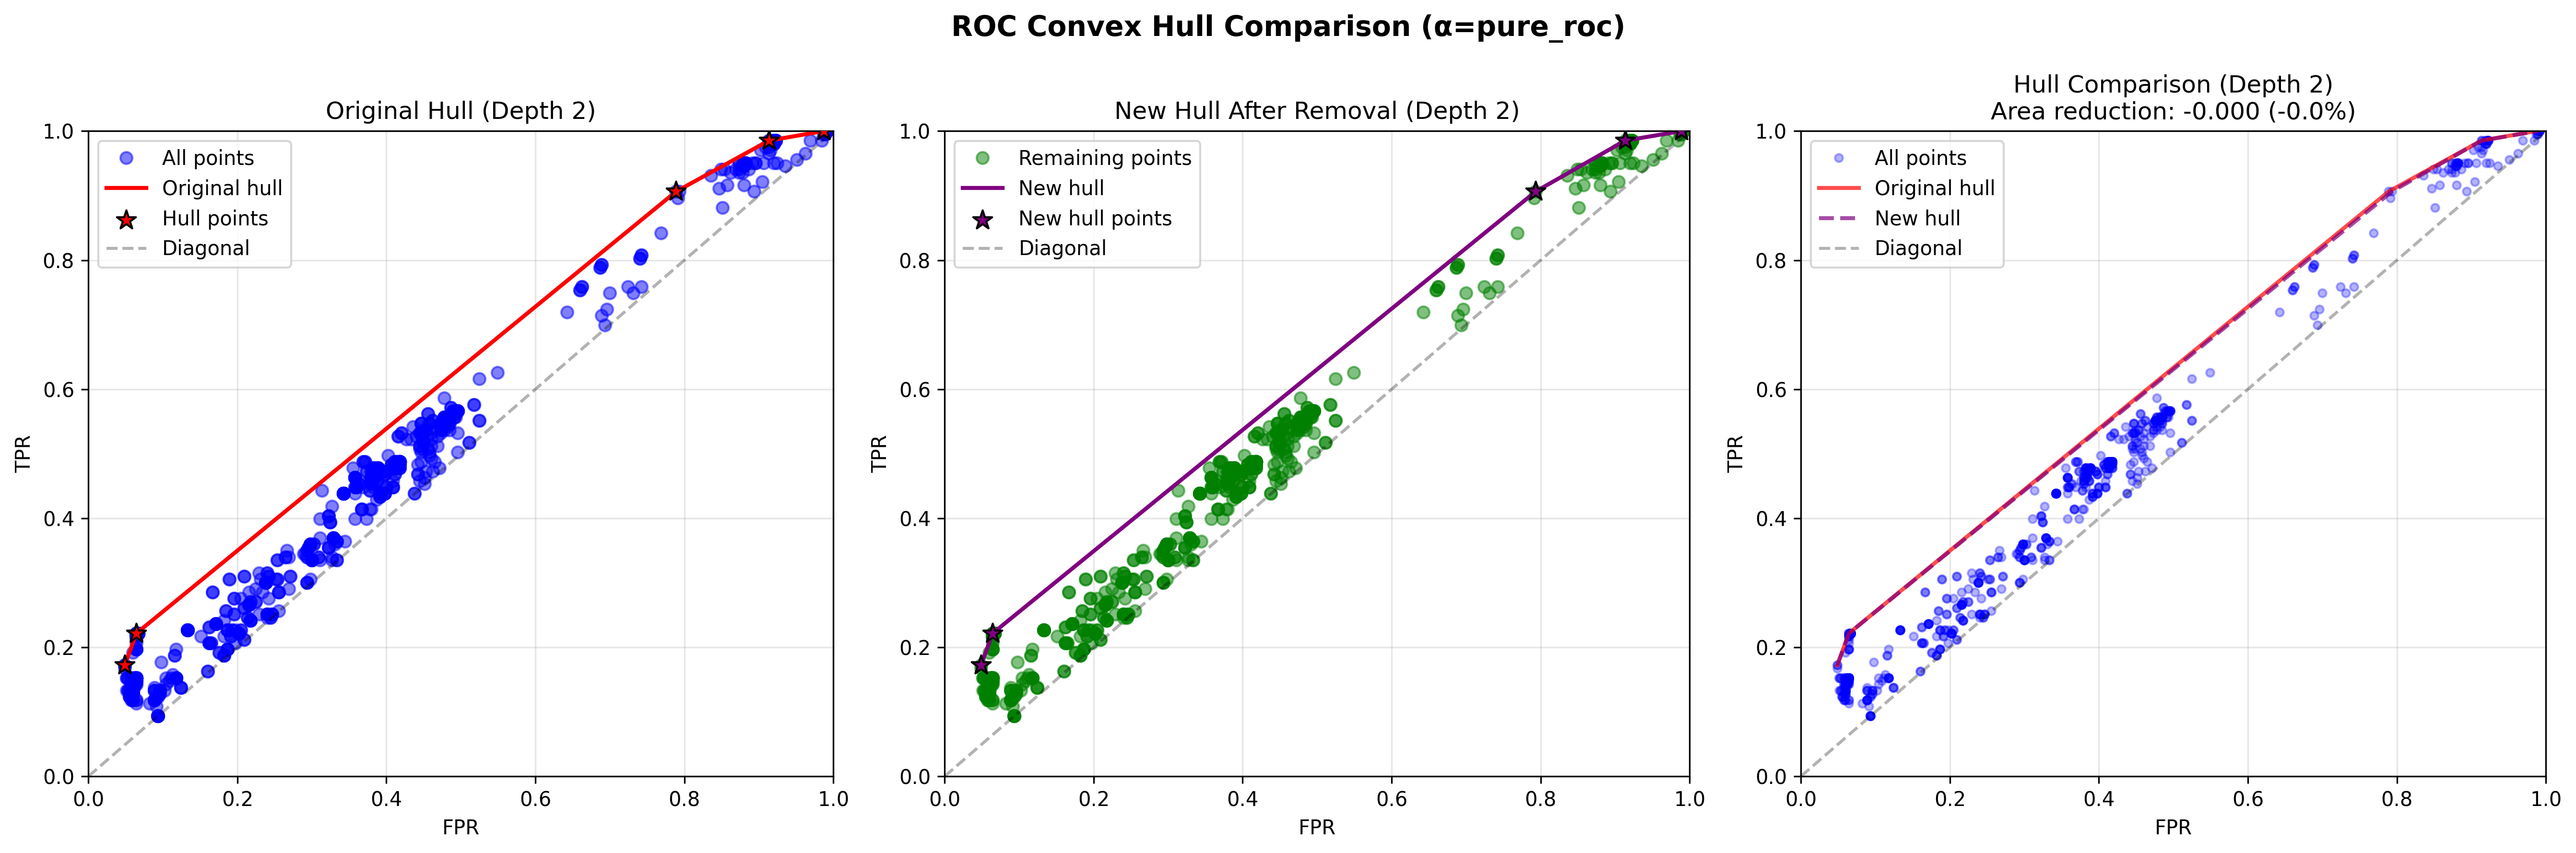 ROC Convex Hull Comparison (α=pure_roc)
Original Hull (Depth 2)
All points
Original hull
Hull points
Diagonal
1.0
0.8
0.6
0.4
0.2
0.0
TPR
0.0 0.2 0.4 0.6 0.8 1.0
FPR
New Hull After Removal (Depth 2)
Remaining points
New hull
New hull points
Diagonal
1.0
0.8
0.6
0.4
0.2
0.0
TPR
0.0 0.2 0.4 0.6 0.8 1.0
FPR
Hull Comparison (Depth 2)
Area reduction: -0.000 (-0.0%)
All points
Original hull
New hull
Diagonal
1.0
0.8
0.6
0.4
0.2
0.0
TPR
0.0 0.2 0.4 0.6 0.8 1.0
FPR